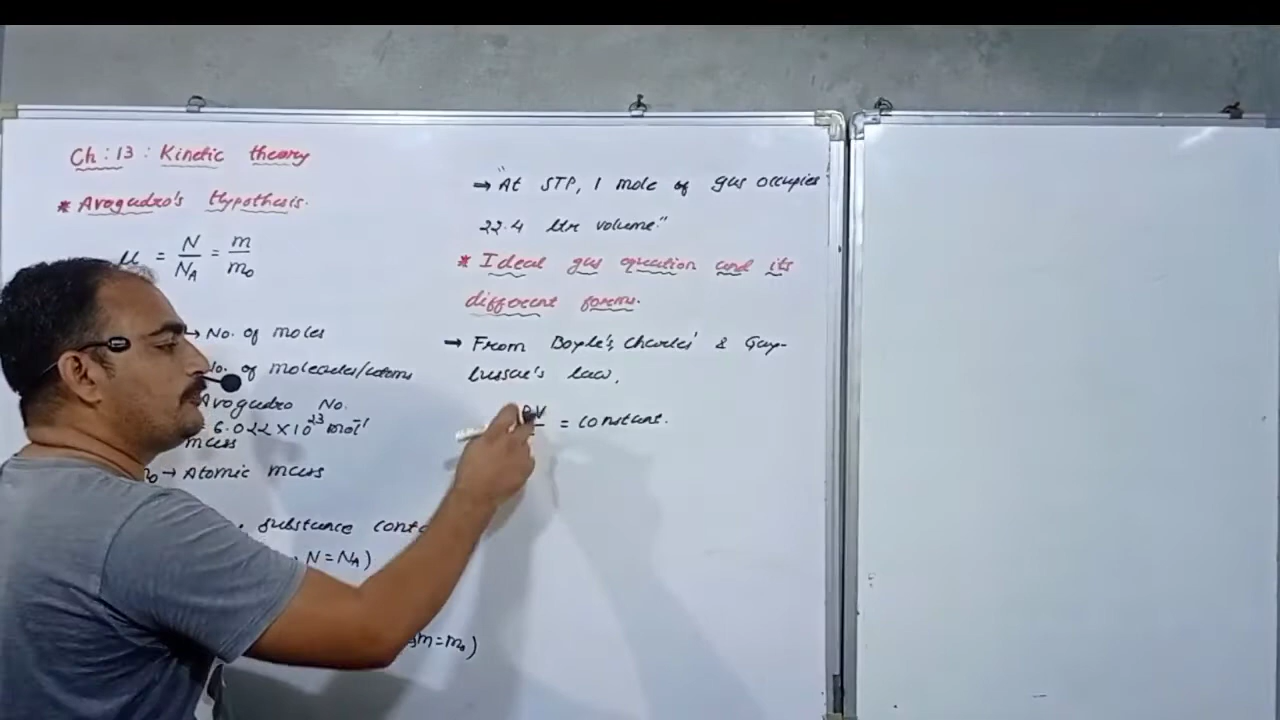 Ch : 13 : Kinetic theory
* Avogadro's Hypothesis.
μ = N/N_A = m/m₀
→ No. of moles
No. of molecules/atoms
Avogadro No.
= 6.022 X 10²³ mol⁻¹
mass
m₀ → Atomic mass
substance conta
N = N_A)
m = m₀)
→ "At STP, 1 mole of gas occupies
22.4 litre volume."
* Ideal gas equation and its
different forms.
→ From Boyle's, Charles' & Gay-
Lussac's law,
PV = constant.